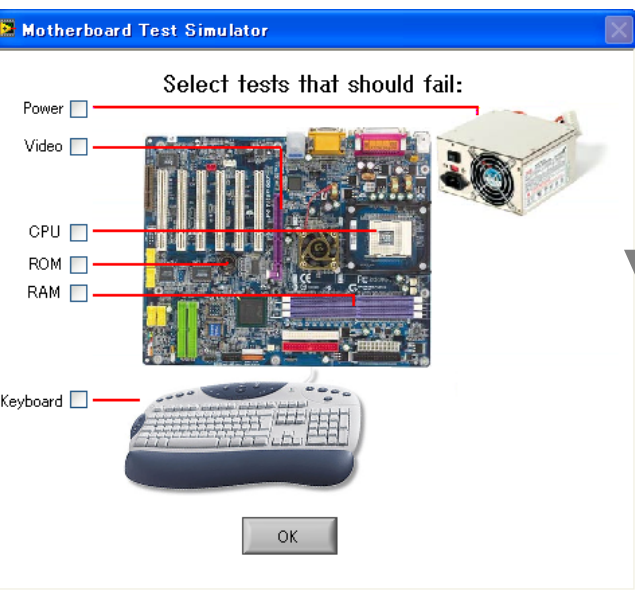 Motherboard Test Simulator
Select tests that should fail:
Power
Video
CPU
ROM
RAM
Keyboard
OK